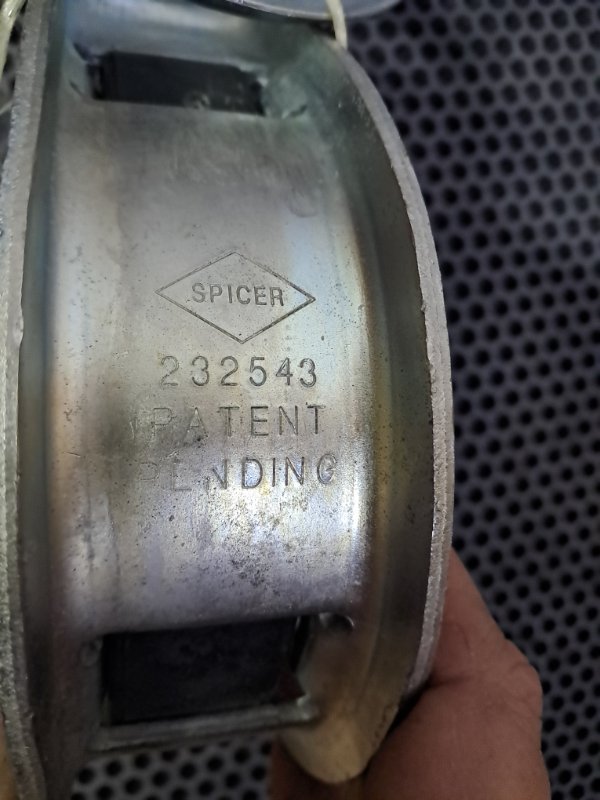 SPICER
232543
PATENT
PENDING